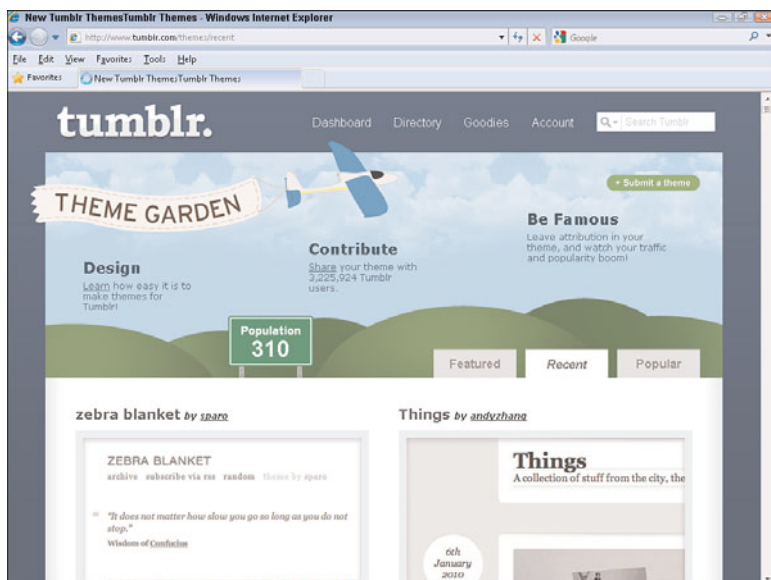 New Tumblr ThemesTumblr Themes - Windows Internet Explorer
http://www.tumblr.com/themes/recent
Google
File Edit View Favorites Tools Help
Favorites New Tumblr ThemesTumblr Themes
tumblr.
Dashboard Directory Goodies Account Search Tumblr
+ Submit a theme
THEME GARDEN
Be Famous
Leave attribution in your
theme, and watch your traffic
and popularity boom!
Contribute
Share your theme with
3,225,924 Tumblr
users.
Design
Learn how easy it is to
make themes for
Tumblr!
Population
310
Featured Recent Popular
zebra blanket by sparo
ZEBRA BLANKET
archive subscribe via rss random theme by sparo
"It does not matter how slow you go so long as you do not
stop."
Wisdom of Confucius
Things by andyzhang
Things
A collection of stuff from the city, the
6th
January
2010